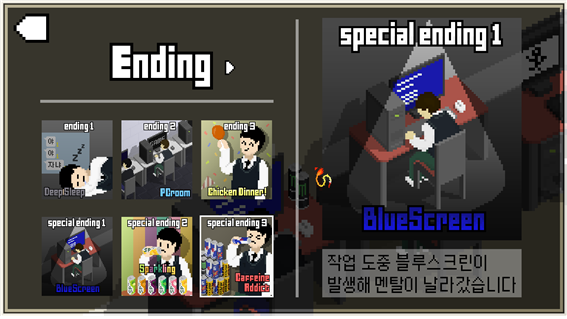 Ending
ending 1
DeepSleep
ending 2
PCroom
ending 3
Chicken Dinner!
special ending 1
BlueScreen
special ending 2
Sparkling
special ending 3
Caffeine
Addict
special ending 1
BlueScreen
작업 도중 블루스크린이
발생해 멘탈이 날라갔습니다